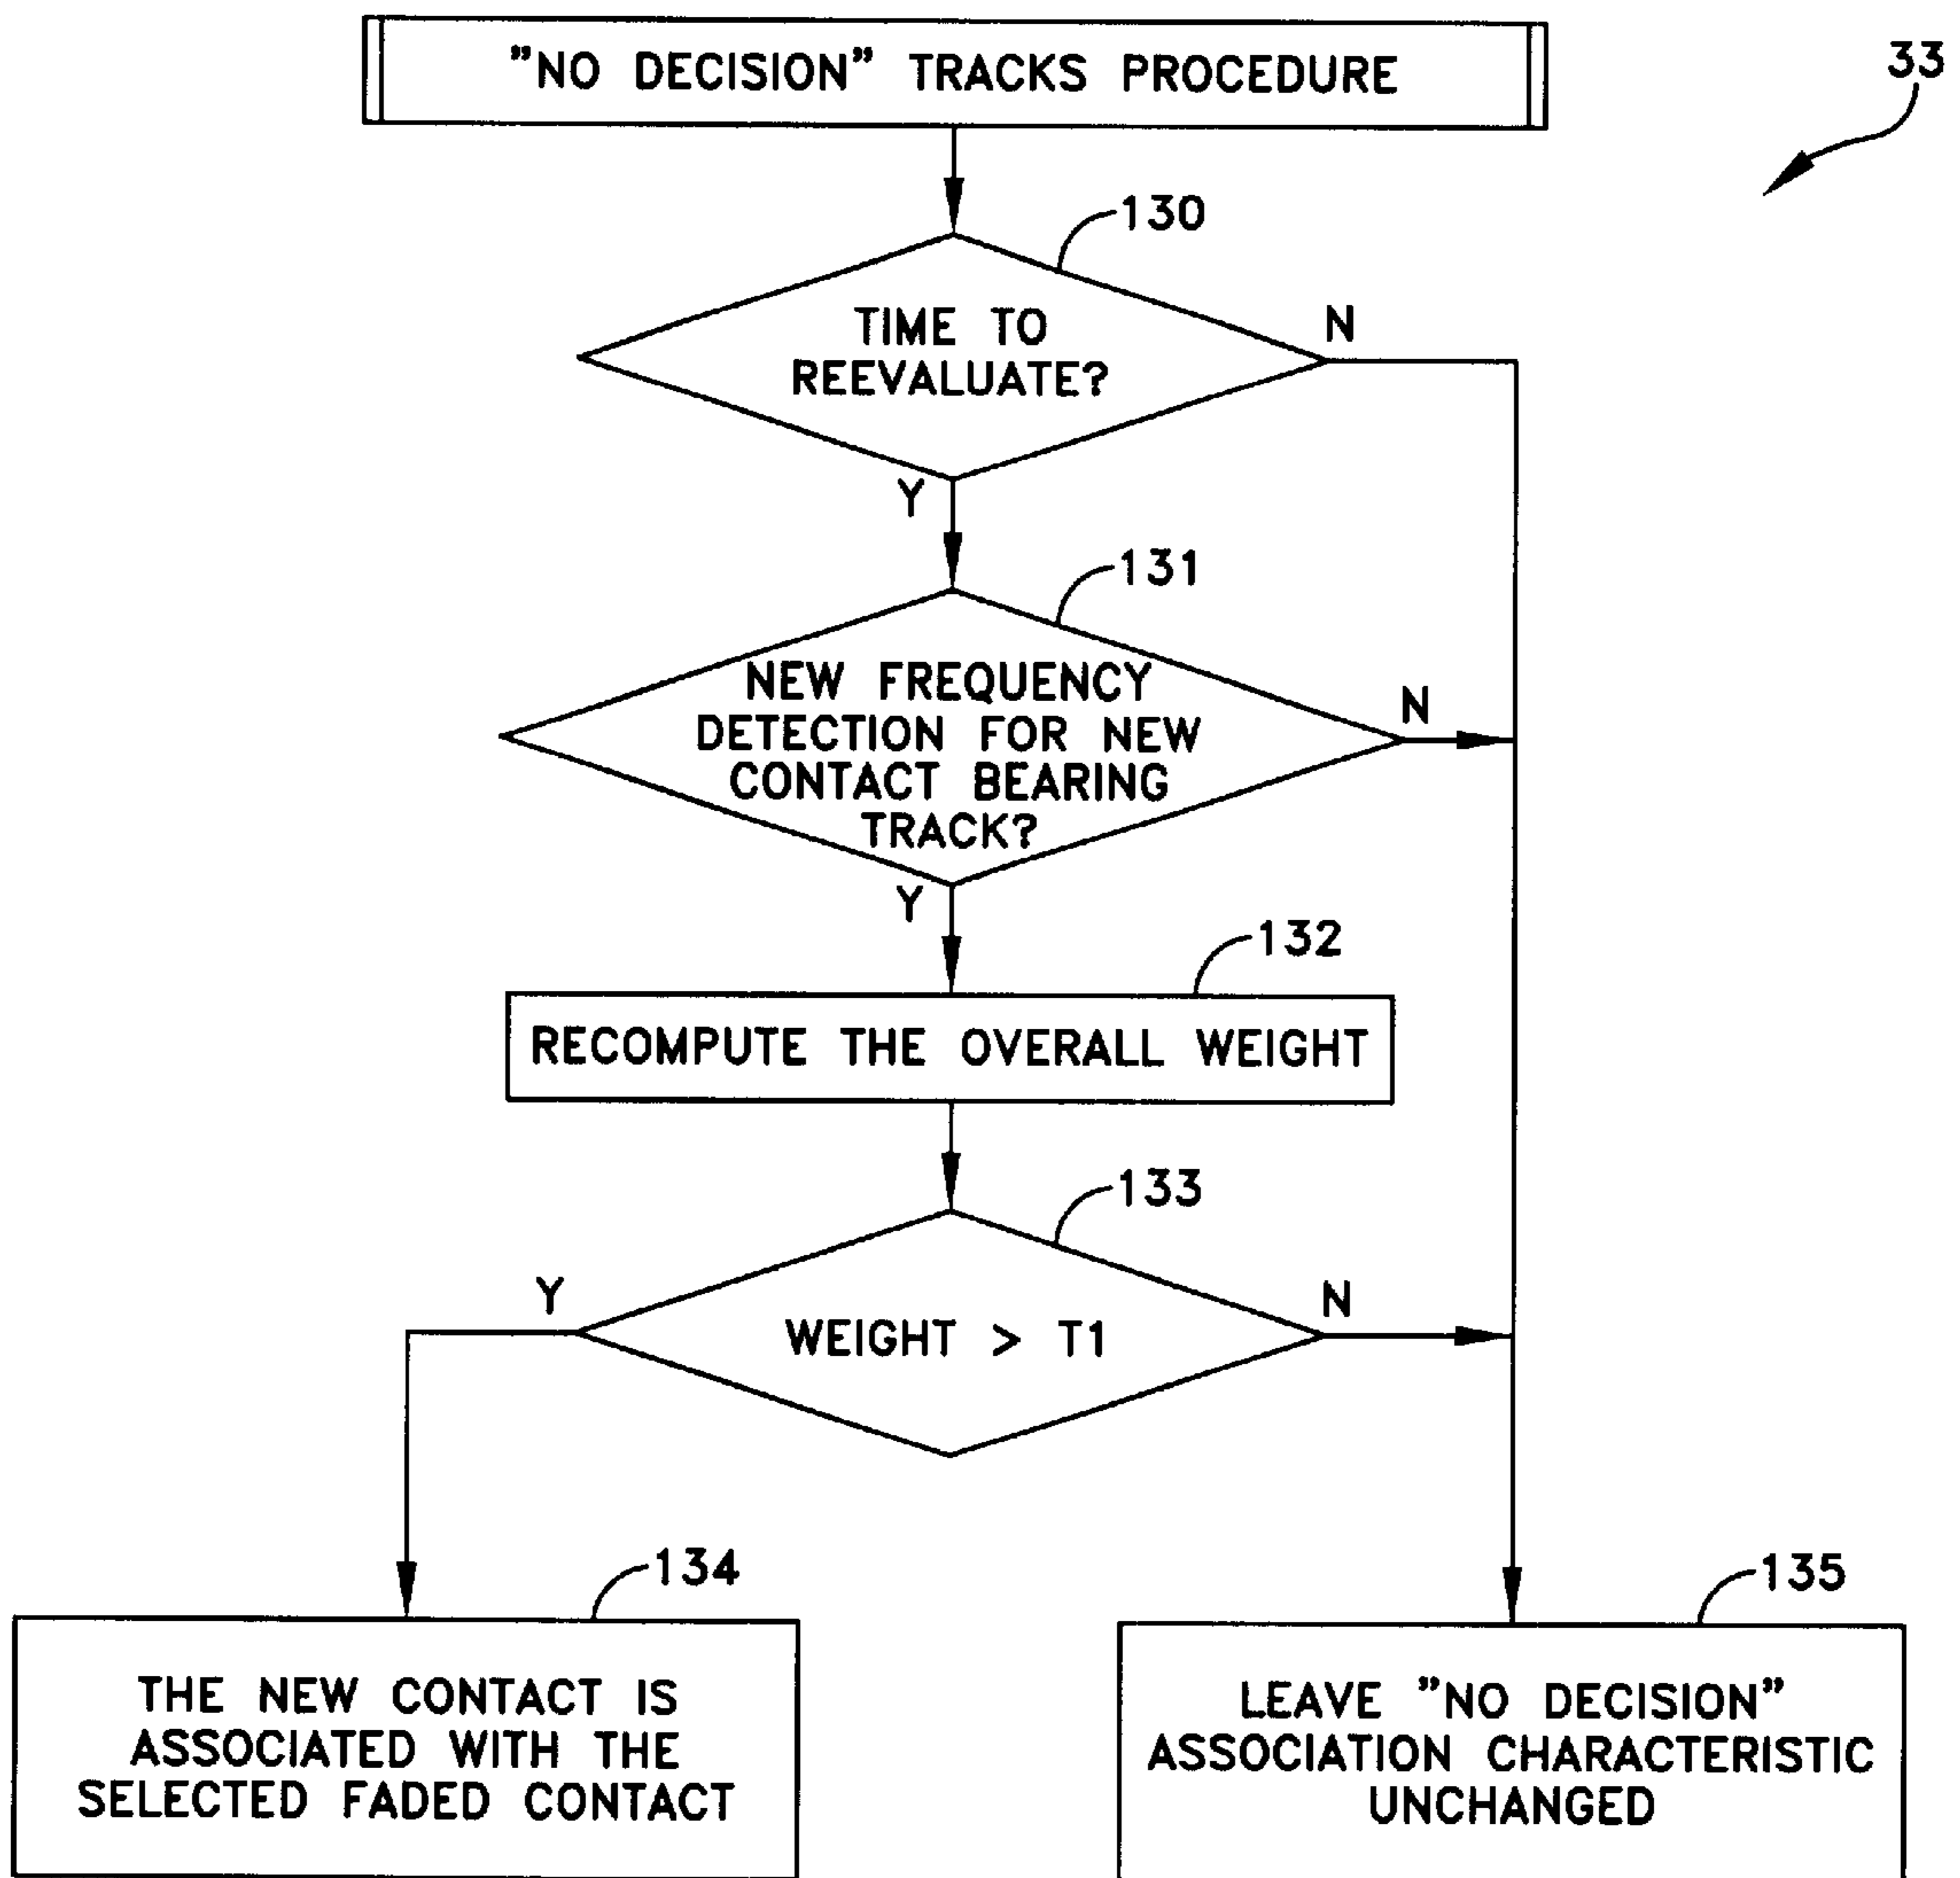 "NO DECISION" TRACKS PROCEDURE
33
130
TIME TO
REEVALUATE?
N
Y
131
NEW FREQUENCY
DETECTION FOR NEW
CONTACT BEARING
TRACK?
N
Y
132
RECOMPUTE THE OVERALL WEIGHT
133
Y
WEIGHT > T1
N
134
THE NEW CONTACT IS
ASSOCIATED WITH THE
SELECTED FADED CONTACT
135
LEAVE "NO DECISION"
ASSOCIATION CHARACTERISTIC
UNCHANGED